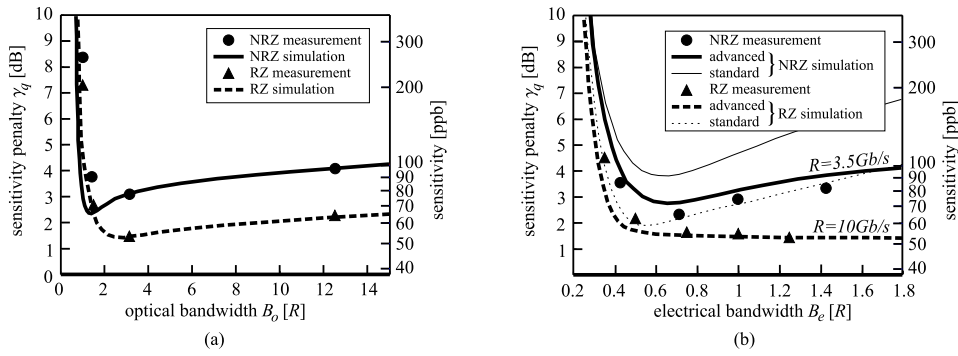 sensitivity penalty γq [dB]
10
9
8
7
6
5
4
3
2
1
0
NRZ measurement
NRZ simulation
RZ measurement
RZ simulation
300
200
100
90
80
70
60
50
40
sensitivity [ppb]
0 2 4 6 8 10 12 14
optical bandwidth Bo [R]
(a)
sensitivity penalty γq [dB]
10
9
8
7
6
5
4
3
2
1
NRZ measurement
advanced
standard
} NRZ simulation
RZ measurement
advanced
standard
} RZ simulation
R=3.5Gb/s
R=10Gb/s
300
200
100
90
80
70
60
50
40
sensitivity [ppb]
0.2 0.4 0.6 0.8 1 1.2 1.4 1.6 1.8
electrical bandwidth Be [R]
(b)